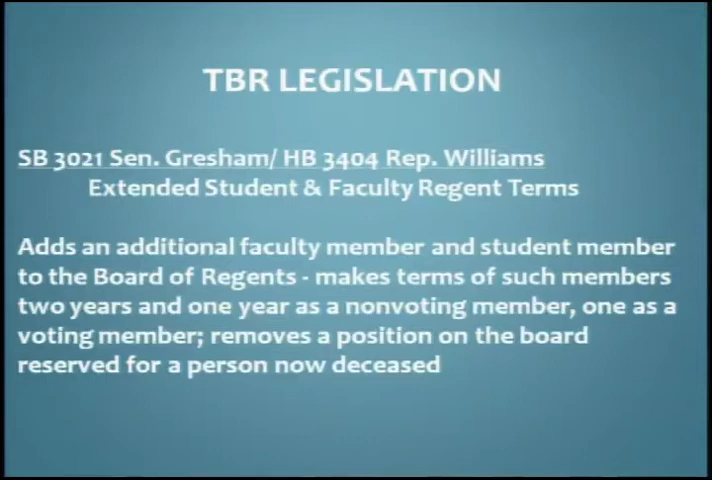 TBR LEGISLATION
SB 3021 Sen. Gresham/ HB 3404 Rep. Williams
Extended Student & Faculty Regent Terms
Adds an additional faculty member and student member
to the Board of Regents - makes terms of such members
two years and one year as a nonvoting member, one as a
voting member; removes a position on the board
reserved for a person now deceased